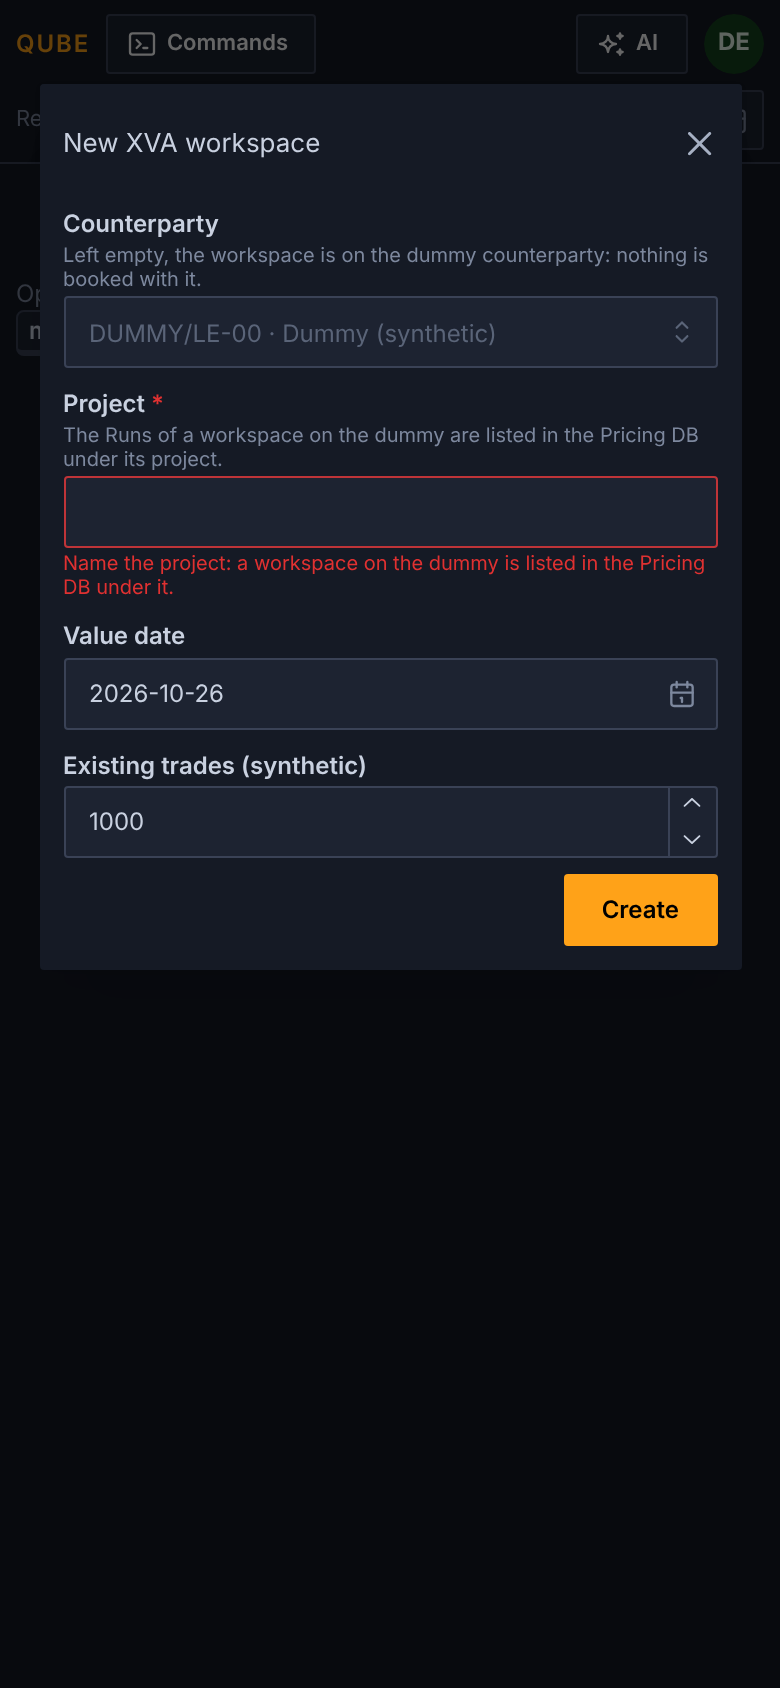 QUBE
Commands
AI
DE
Re
New XVA workspace
Counterparty
Left empty, the workspace is on the dummy counterparty: nothing is
booked with it.
Op
DUMMY/LE-00 · Dummy (synthetic)
Project *
The Runs of a workspace on the dummy are listed in the Pricing DB
under its project.
Name the project: a workspace on the dummy is listed in the Pricing
DB under it.
Value date
2026-10-26
Existing trades (synthetic)
1000
Create